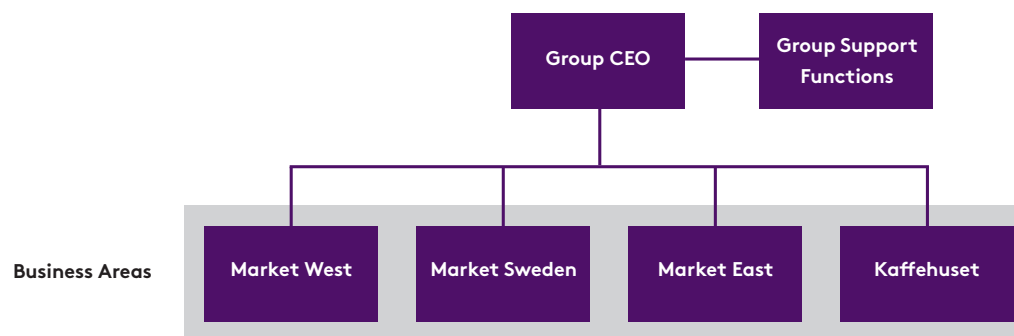 Group CEO
Group Support
Functions
Business Areas
Market West
Market Sweden
Market East
Kaffehuset